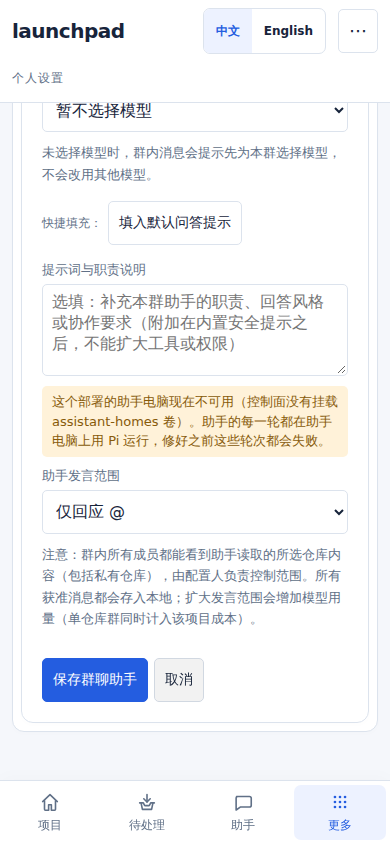 launchpad
中文
English
...
个人设置
暂不选择模型
未选择模型时，群内消息会提示先为本群选择模型，
不会改用其他模型。
快捷填充：
填入默认问答提示
提示词与职责说明
选填：补充本群助手的职责、回答风格
或协作要求（附加在内置安全提示之
后，不能扩大工具或权限）
这个部署的助手电脑现在不可用（控制面没有挂载
assistant-homes 卷）。助手的每一轮都在助手
电脑上用 Pi 运行，修好之前这些轮次都会失败。
助手发言范围
仅回应 @
注意：群内所有成员都能看到助手读取的所选仓库内
容（包括私有仓库），由配置人负责控制范围。所有
获准消息都会存入本地；扩大发言范围会增加模型用
量（单仓库群同时计入该项目成本）。
保存群聊助手
取消
项目
待处理
助手
更多